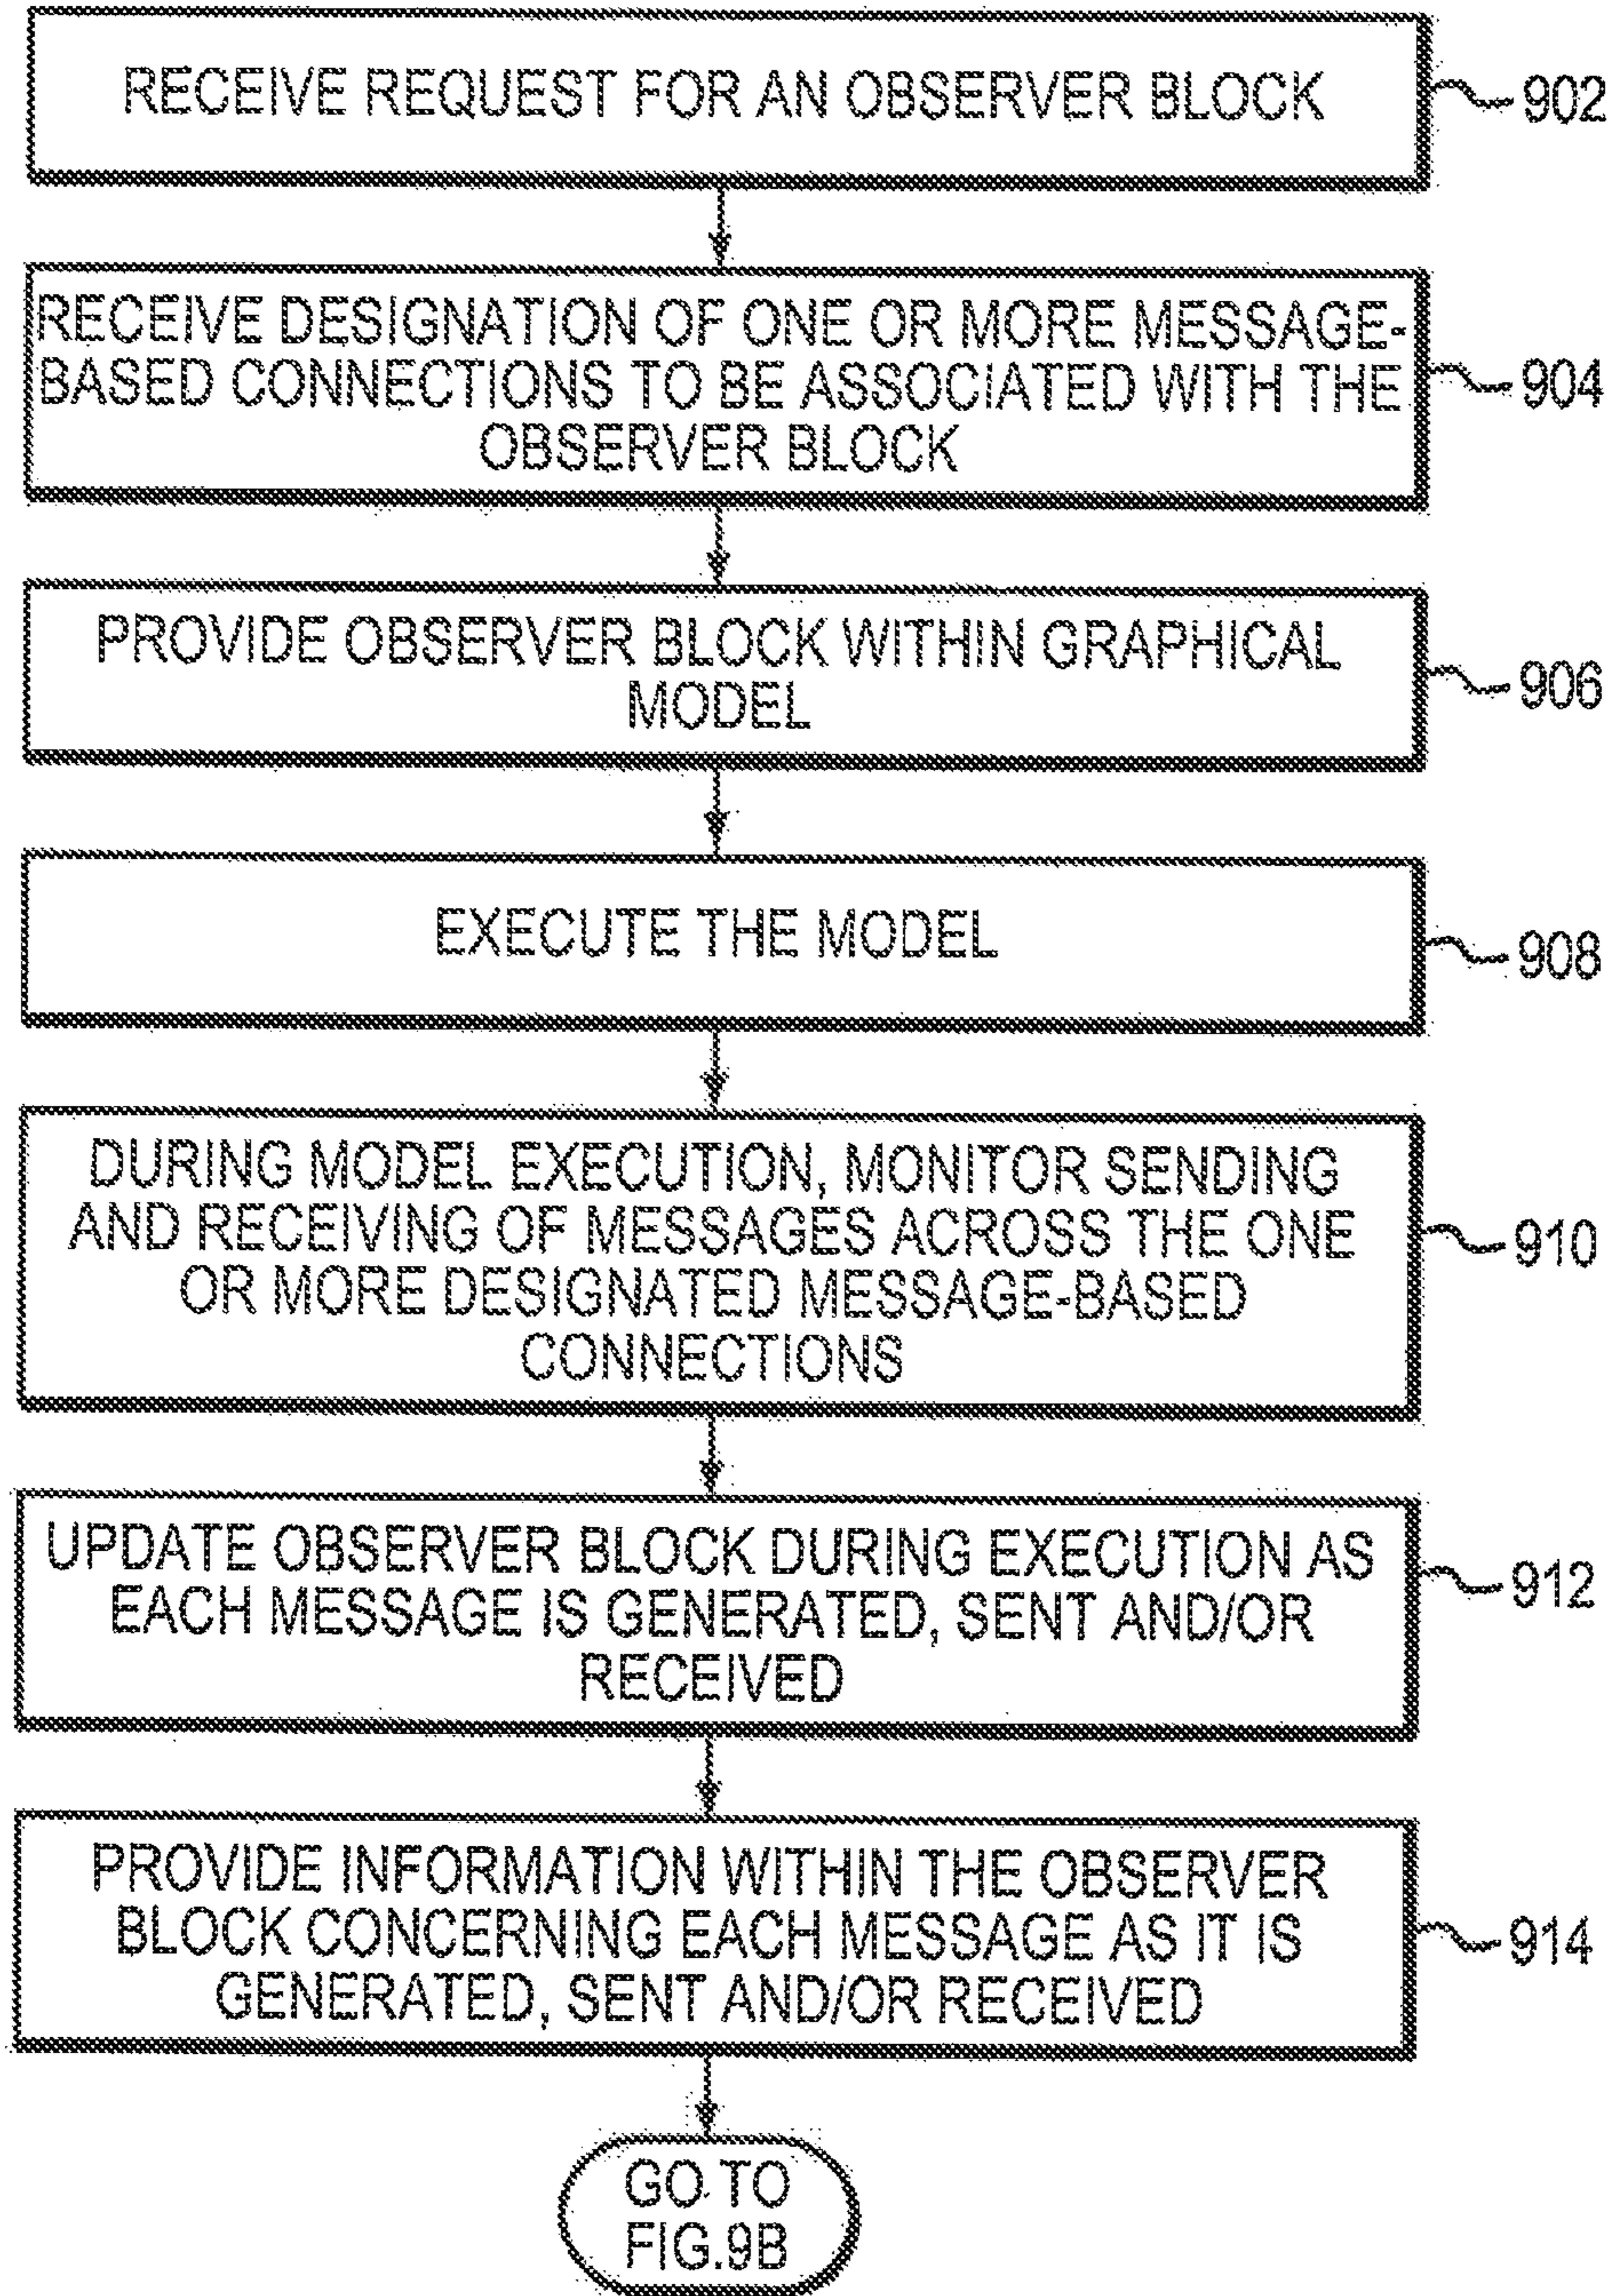 RECEIVE REQUEST FOR AN OBSERVER BLOCK
902
RECEIVE DESIGNATION OF ONE OR MORE MESSAGE-
BASED CONNECTIONS TO BE ASSOCIATED WITH THE
OBSERVER BLOCK
904
PROVIDE OBSERVER BLOCK WITHIN GRAPHICAL
MODEL
906
EXECUTE THE MODEL
908
DURING MODEL EXECUTION, MONITOR SENDING
AND RECEIVING OF MESSAGES ACROSS THE ONE
OR MORE DESIGNATED MESSAGE-BASED
CONNECTIONS
910
UPDATE OBSERVER BLOCK DURING EXECUTION AS
EACH MESSAGE IS GENERATED, SENT AND/OR
RECEIVED
912
PROVIDE INFORMATION WITHIN THE OBSERVER
BLOCK CONCERNING EACH MESSAGE AS IT IS
GENERATED, SENT AND/OR RECEIVED
914
GO TO
FIG.9B